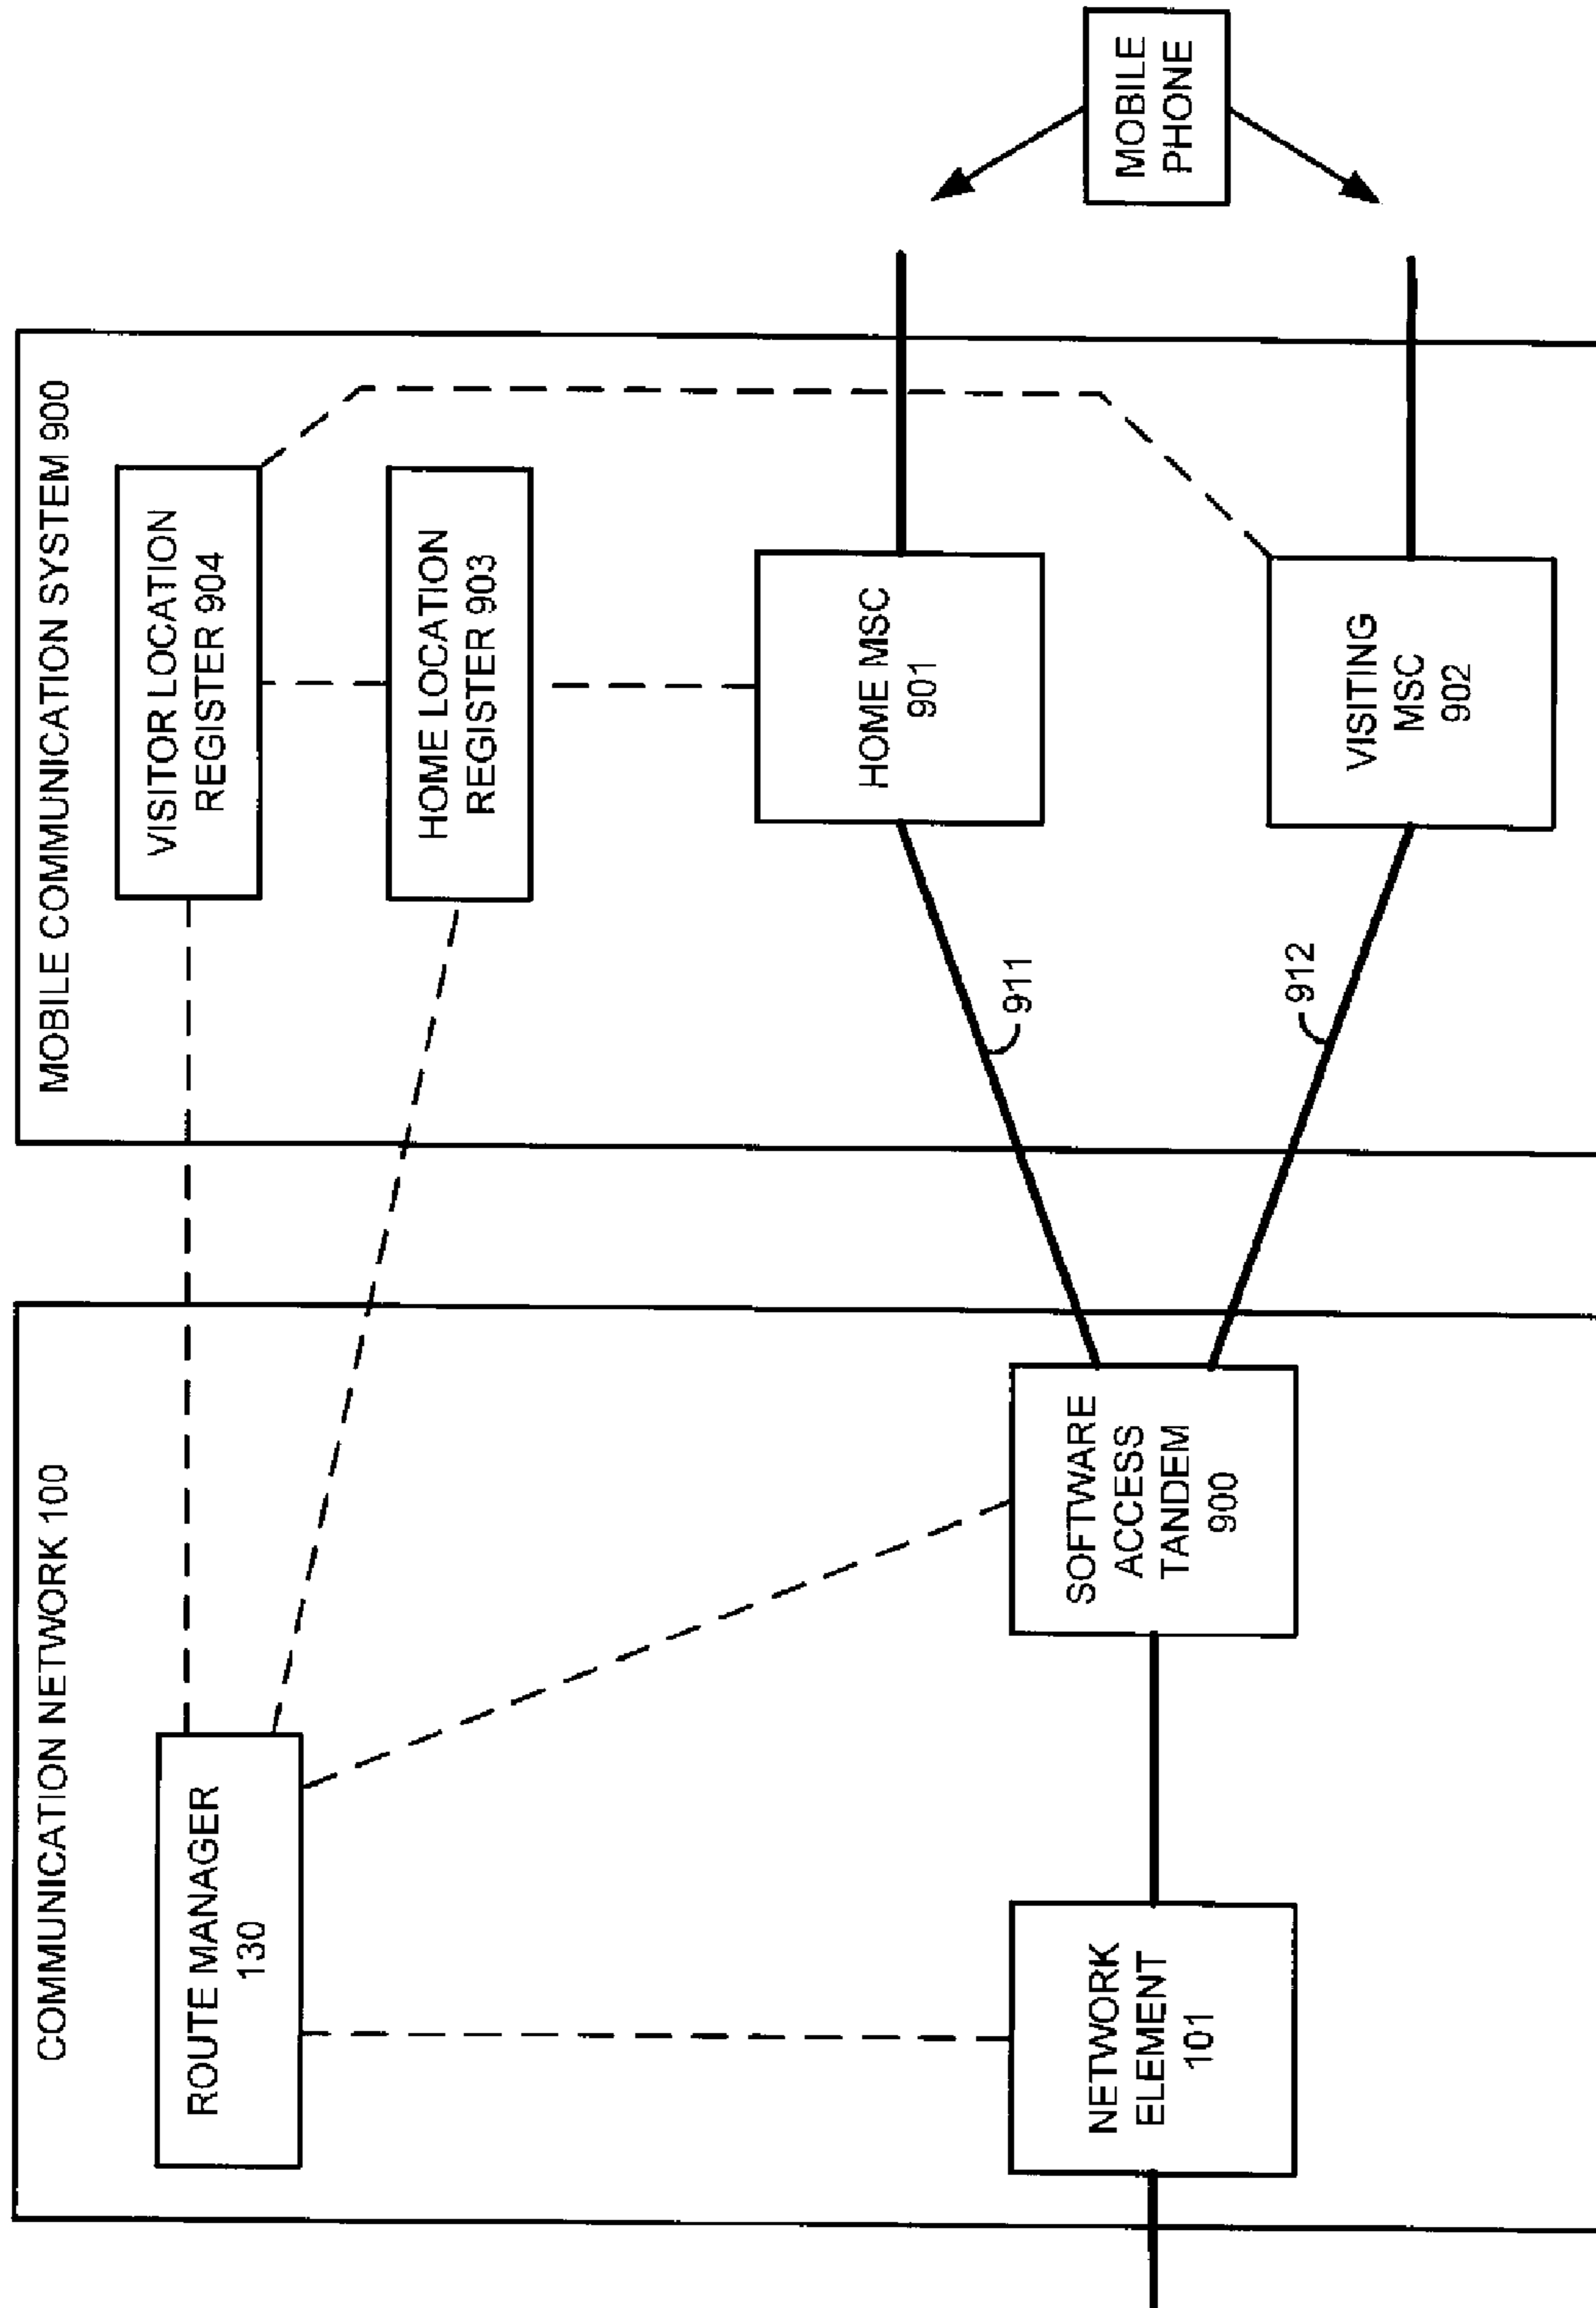 COMMUNICATION NETWORK 100
ROUTE MANAGER
130
NETWORK
ELEMENT
101
SOFTWARE
ACCESS
TANDEM
900
MOBILE COMMUNICATION SYSTEM 900
VISITOR LOCATION
REGISTER 904
HOME LOCATION
REGISTER 903
HOME MSC
901
VISITING
MSC
902
911
912
MOBILE
PHONE